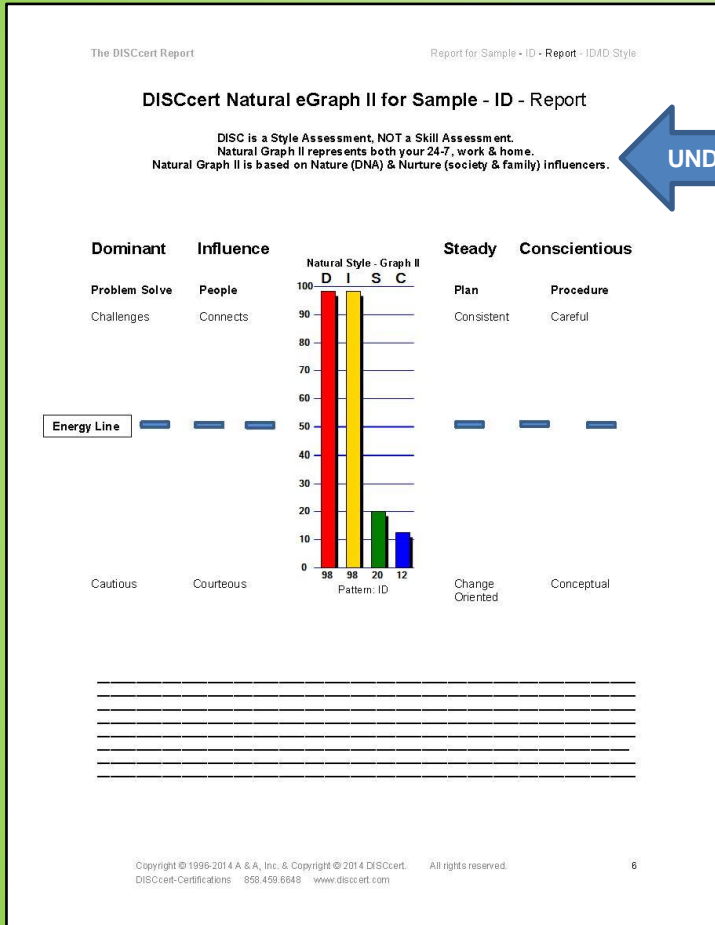 The DISCcert Report
Report for Sample - ID - Report - ID/ID Style
DISCcert Natural eGraph II for Sample - ID - Report
DISC is a Style Assessment, NOT a Skill Assessment.
Natural Graph II represents both your 24-7, work & home.
Natural Graph II is based on Nature (DNA) & Nurture (society & family) influencers.
UND
Dominant Influence
Steady Conscientious
Problem Solve People
Plan Procedure
Challenges Connects
Consistent Careful
Natural Style - Graph II
D I S C
100
90
80
70
60
50
40
30
20
10
0
98 98 20 12
Pattern: ID
Energy Line
Cautious Courteous
Change Conceptual
Oriented
Copyright © 1996-2014 A & A, Inc. & Copyright © 2014 DISCcert. All rights reserved. 6
DISCcert-Certifications 858.459.6648 www.disccert.com